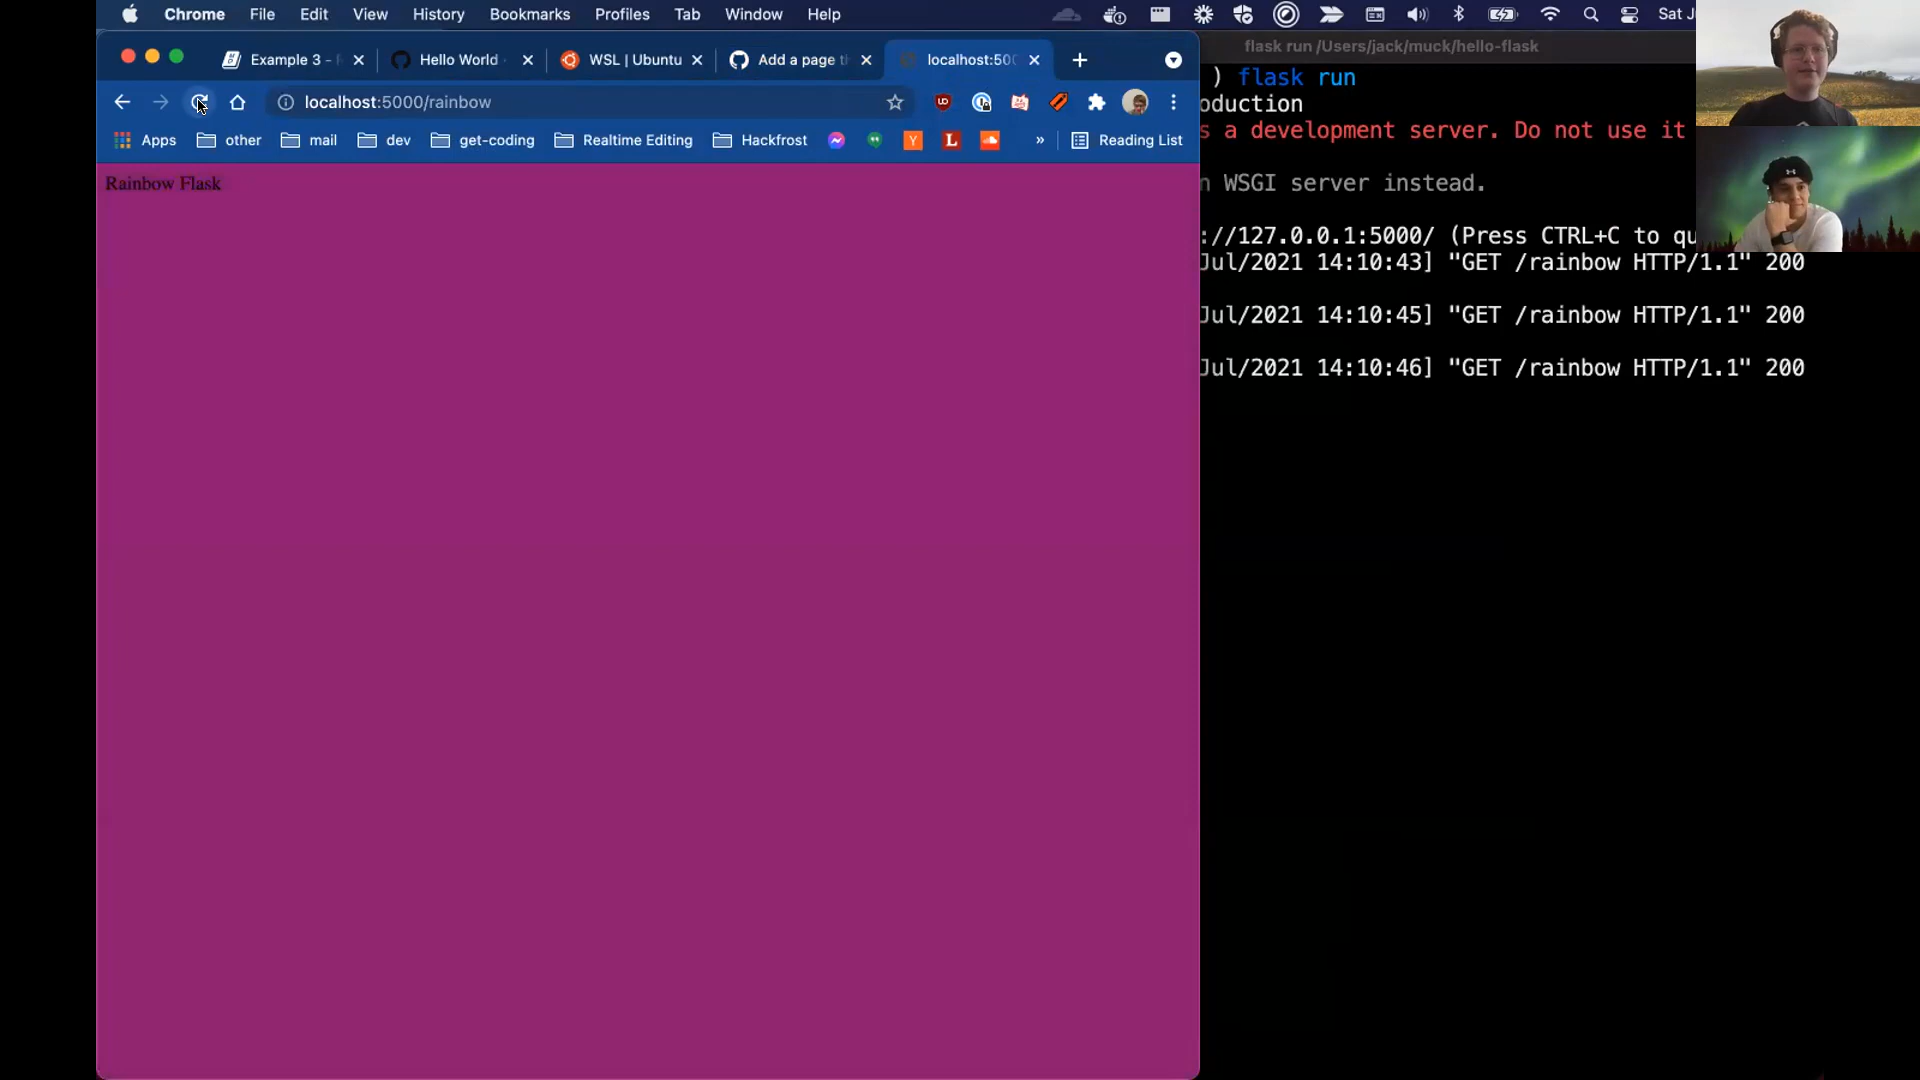 Chrome File Edit View History Bookmarks Profiles Tab Window Help
Sat
flask run /Users/jack/muck/hello-flask
Example 3 -
Hello World
WSL | Ubuntu
Add a page
localhost:500
localhost:5000/rainbow
Apps other mail dev get-coding Realtime Editing Hackfrost Y L » Reading List
Rainbow Flask
) flask run
oduction
s a development server. Do not use it
n WSGI server instead.
://127.0.0.1:5000/ (Press CTRL+C to qu
Jul/2021 14:10:43] "GET /rainbow HTTP/1.1" 200
Jul/2021 14:10:45] "GET /rainbow HTTP/1.1" 200
Jul/2021 14:10:46] "GET /rainbow HTTP/1.1" 200